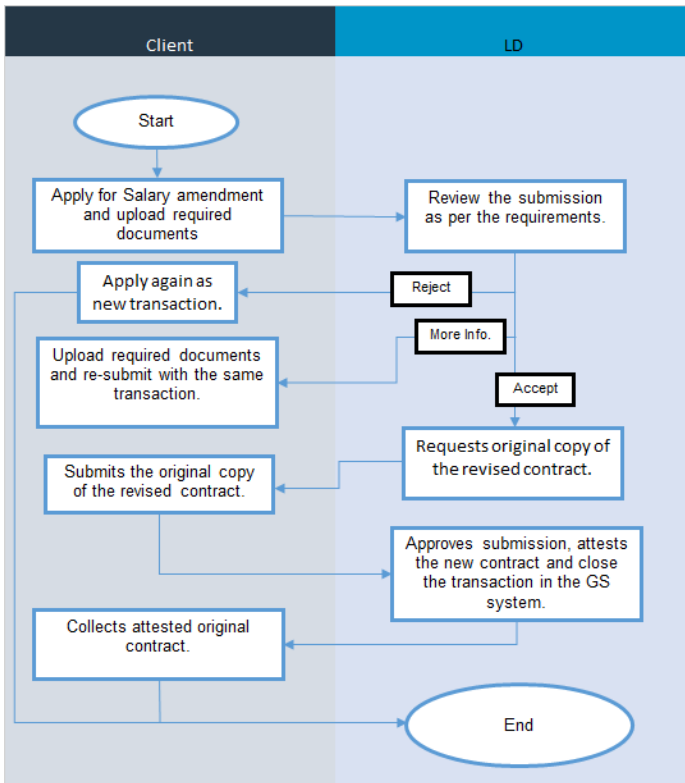 Client
LD
Start
Apply for Salary amendment
and upload required
documents
Review the submission
as per the requirements.
Apply again as
new transaction.
Reject
More Info.
Upload required documents
and re-submit with the same
transaction.
Accept
Requests original copy of
the revised contract.
Submits the original copy
of the revised contract.
Approves submission, attests
the new contract and close
the transaction in the GS
system.
Collects attested original
contract.
End